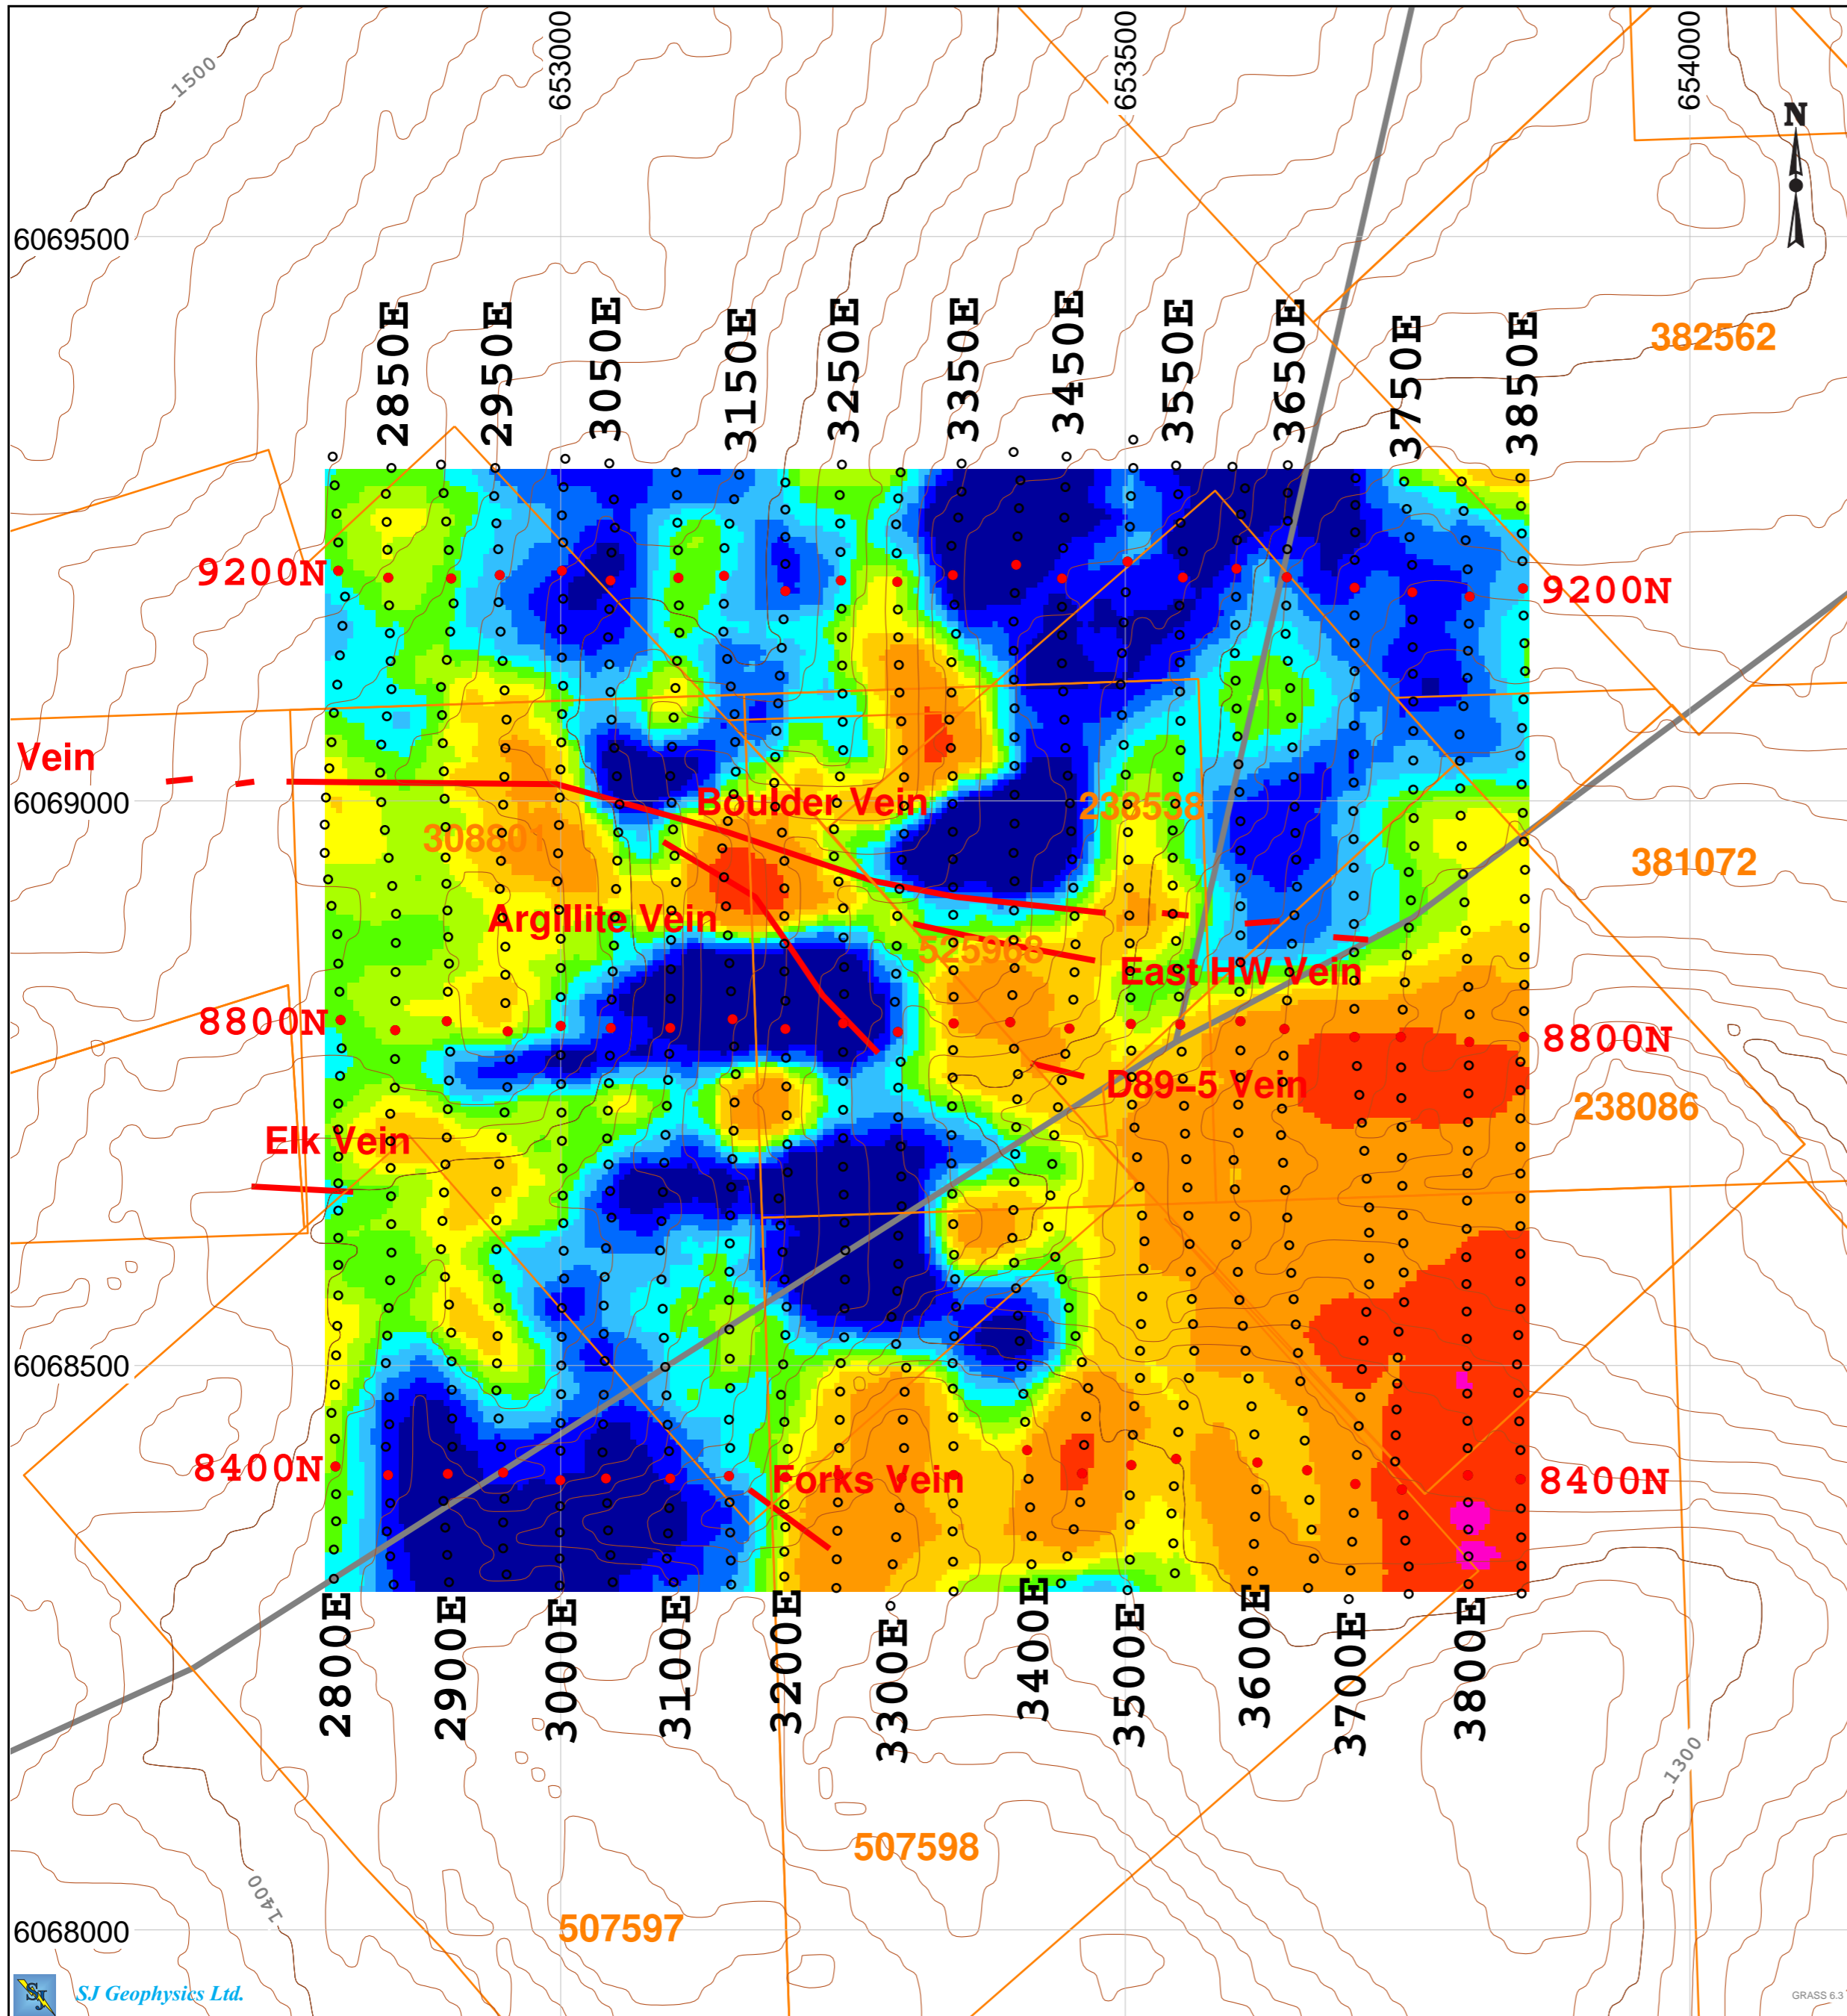 1500
653000
653500
654000
N
6069500
382562
2850E
2950E
3050E
3150E
3250E
3350E
3450E
3550E
3650E
3750E
3850E
9200N
9200N
Vein
6069000
Boulder Vein
238538
308801
381072
Argillite Vein
525968
East HW Vein
8800N
8800N
D89-5 Vein
238086
Elk Vein
6068500
8400N
Forks Vein
8400N
2800E
2900E
3000E
3100E
3200E
3300E
3400E
3500E
3600E
3700E
3800E
1300
507598
1400
507597
6068000
SJ
SJ Geophysics Ltd.
GRASS 6.3